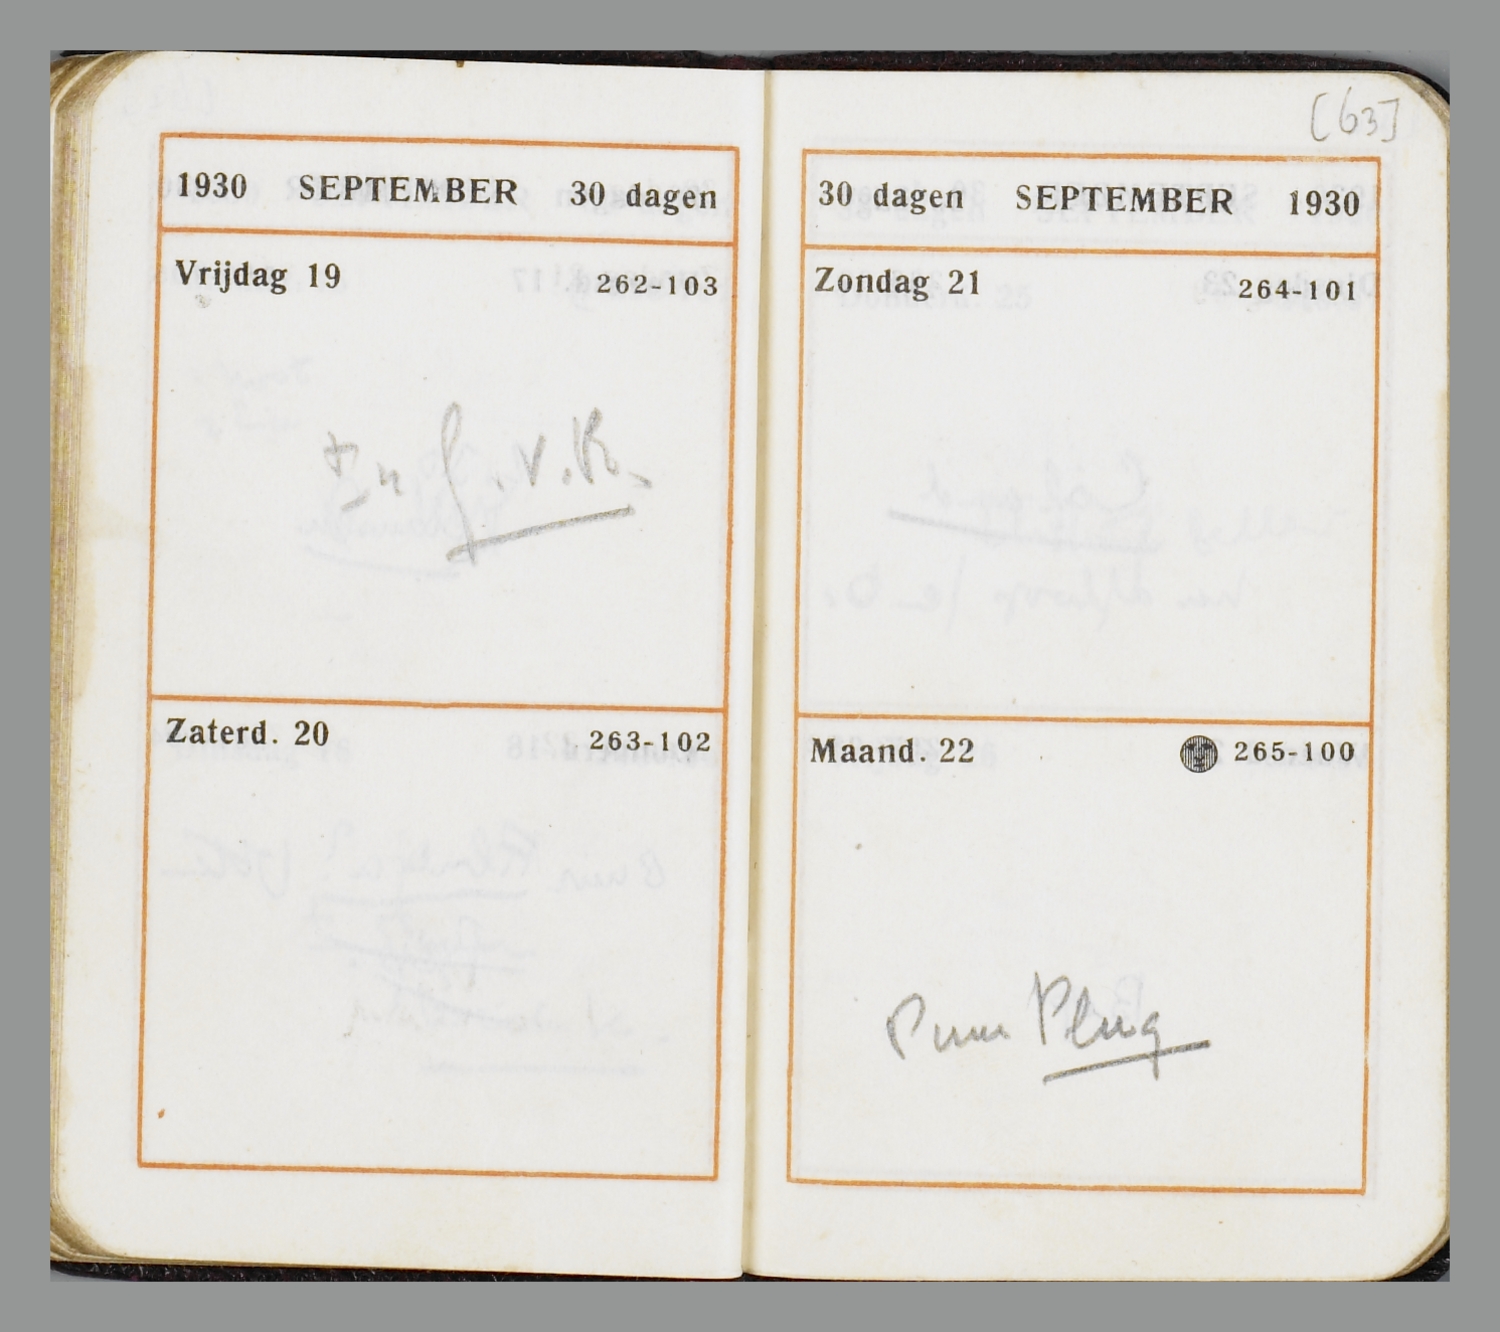 1930 SEPTEMBER 30 dagen
Vrijdag 19 262-103
v. R.
Zaterd. 20 263-102
[63]
30 dagen SEPTEMBER 1930
Zondag 21 264-101
Maand. 22 265-100
Plug